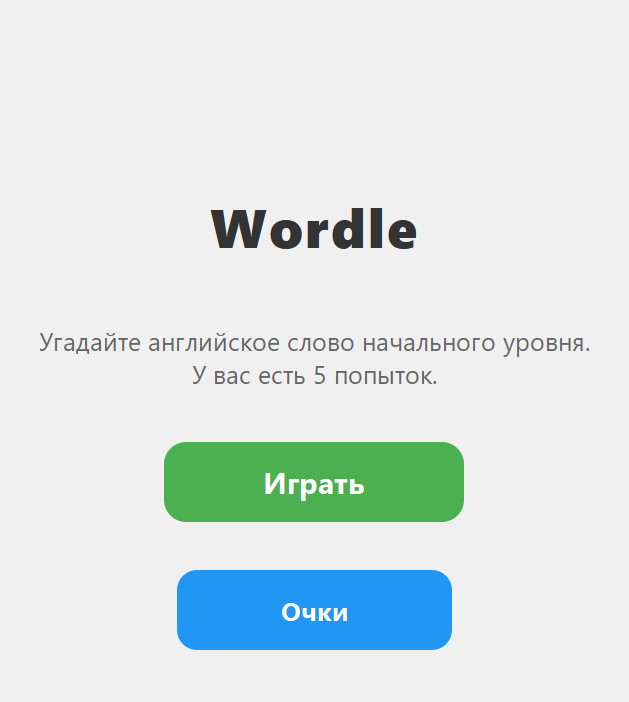 Wordle
Угадайте английское слово начального уровня.
У вас есть 5 попыток.
Играть
Очки